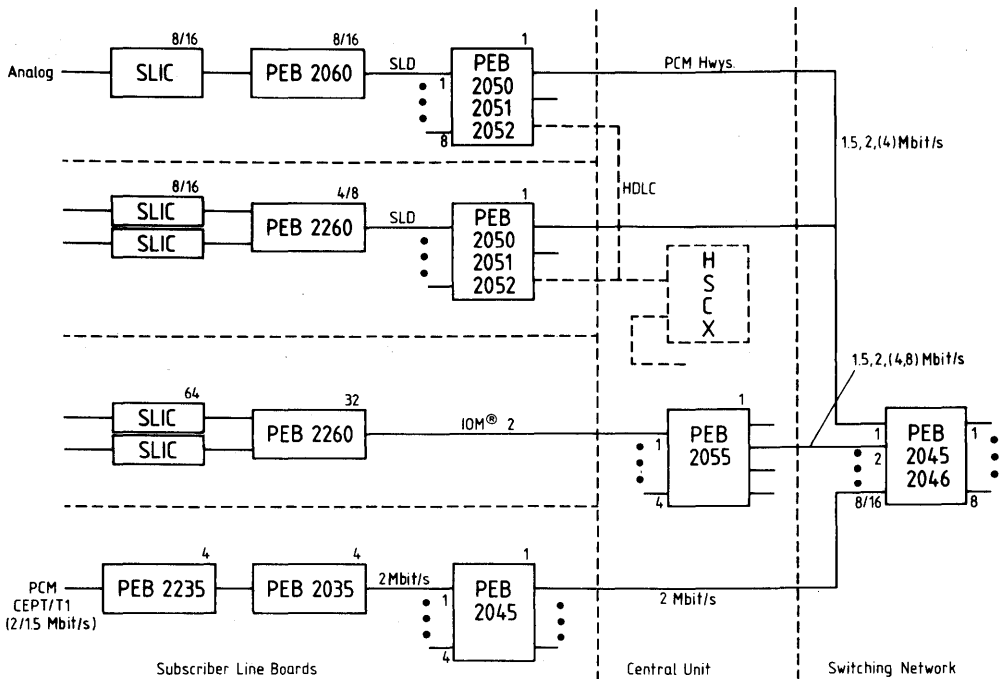 8/16
8/16
1
Analog
SLIC
PEB 2060
SLD
1
8
PEB
2050
2051
2052
PCM Hwys.
1.5, 2,(4)Mbit/s
HDLC
8/16
4/8
1
SLIC
SLIC
PEB 2260
SLD
PEB
2050
2051
2052
H
S
C
X
1.5, 2,(4,8) Mbit/s
64
32
1
SLIC
SLIC
PEB 2260
IOM® 2
1
4
PEB
2055
1
2
8/16
PEB
2045
2046
1
8
4
4
1
PCM
CEPT/T1
(2/1.5 Mbit/s)
PEB 2235
PEB 2035
2Mbit/s
1
4
PEB
2045
2 Mbit/s
Subscriber Line Boards
Central Unit
Switching Network